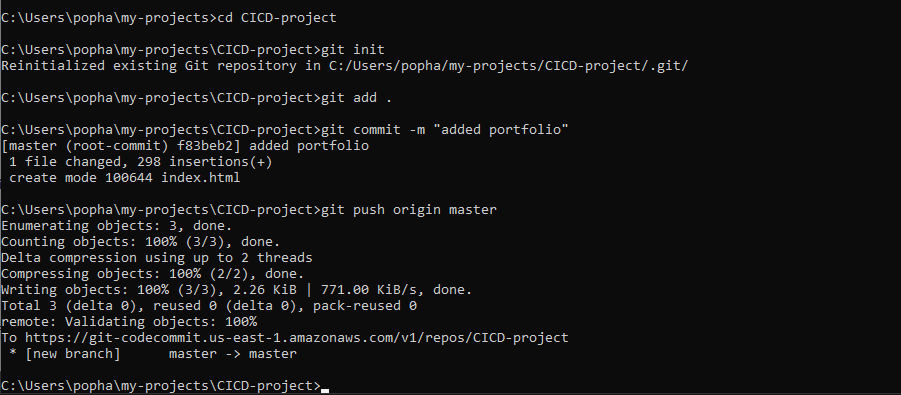 C:\Users\popha\my-projects>cd CICD-project
C:\Users\popha\my-projects\CICD-project>git init
Reinitialized existing Git repository in C:/Users/popha/my-projects/CICD-project/.git/
C:\Users\popha\my-projects\CICD-project>git add .
C:\Users\popha\my-projects\CICD-project>git commit -m "added portfolio"
[master (root-commit) f83beb2] added portfolio
 1 file changed, 298 insertions(+)
 create mode 100644 index.html
C:\Users\popha\my-projects\CICD-project>git push origin master
Enumerating objects: 3, done.
Counting objects: 100% (3/3), done.
Delta compression using up to 2 threads
Compressing objects: 100% (2/2), done.
Writing objects: 100% (3/3), 2.26 KiB | 771.00 KiB/s, done.
Total 3 (delta 0), reused 0 (delta 0), pack-reused 0
remote: Validating objects: 100%
To https://git-codecommit.us-east-1.amazonaws.com/v1/repos/CICD-project
 * [new branch]      master -> master
C:\Users\popha\my-projects\CICD-project>